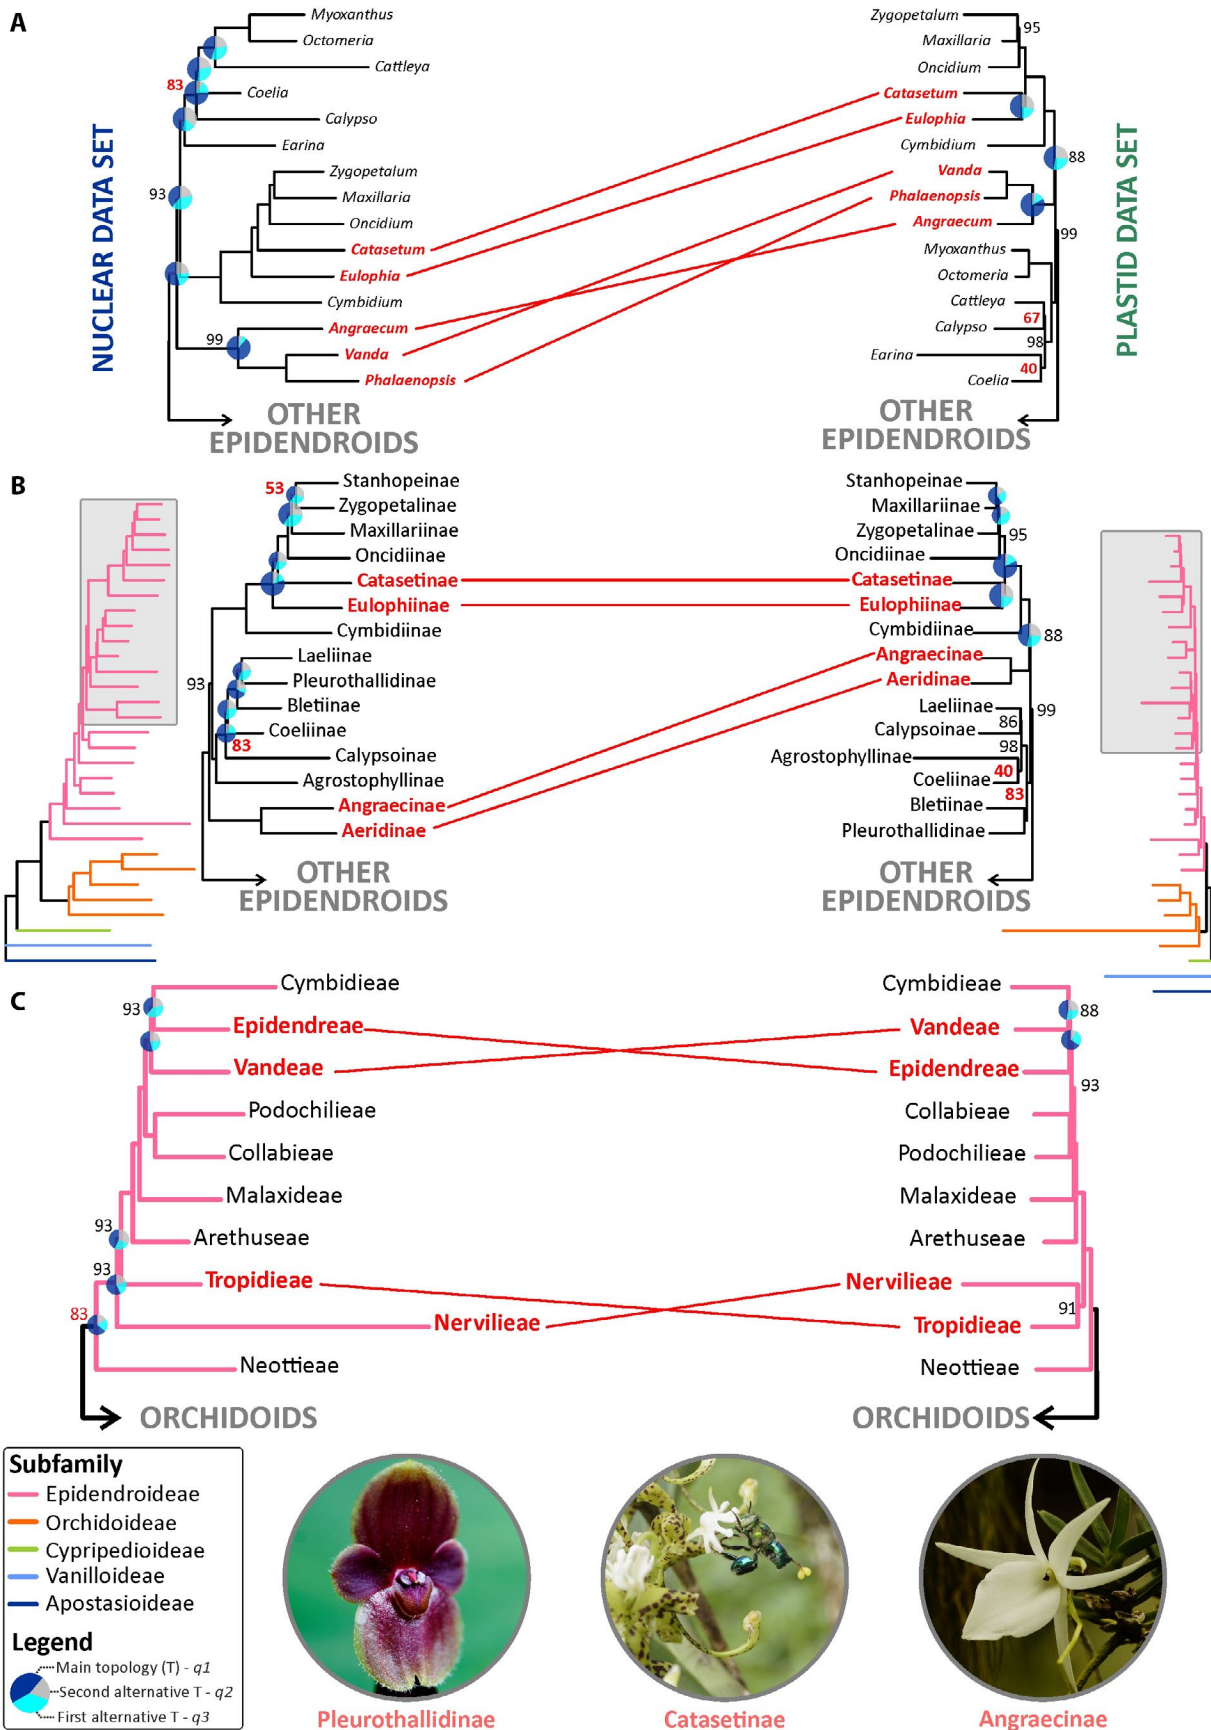 A
NUCLEAR DATA SET
Myoxanthus
Octomeria
Cattleya
83
Coelia
Calypso
Earina
93
Zygopetalum
Maxillaria
Oncidium
Catasetum
Eulophia
Cymbidium
99
Angraecum
Vanda
Phalaenopsis
OTHER
EPIDENDROIDS
PLASTID DATA SET
Zygopetalum
95
Maxillaria
Oncidium
Catasetum
Eulophia
Cymbidium
88
Vanda
Phalaenopsis
Angraecum
99
Myoxanthus
Octomeria
Cattleya
67
Calypso
98
Earina
40
Coelia
OTHER
EPIDENDROIDS
B
Stanhopeinae
53
Zygopetalinae
Maxillariinae
Oncidiinae
Catasetinae
Eulophiinae
Cymbidiinae
Laeliinae
93
Pleurothallidinae
Bletiinae
Coeliinae
83
Calypsoinae
Agrostophyllinae
Angraecinae
Aeridinae
OTHER
EPIDENDROIDS
Stanhopeinae
Maxillariinae
Zygopetalinae
95
Oncidiinae
Catasetinae
Eulophiinae
Cymbidiinae
88
Angraecinae
Aeridinae
Laeliinae
99
86
Calypsoinae
98
Agrostophyllinae
40
Coeliinae
83
Bletiinae
Pleurothallidinae
OTHER
EPIDENDROIDS
C
Cymbidieae
93
Epidendreae
Vandeae
Podochilieae
Collabieae
Malaxideae
93
Arethuseae
93
Tropidieae
83
Nervilieae
Neottieae
ORCHIDOIDS
Cymbidieae
88
Vandeae
Epidendreae
93
Collabieae
Podochilieae
Malaxideae
Arethuseae
Nervilieae
91
Tropidieae
Neottieae
ORCHIDOIDS
Subfamily
Epidendroideae
Orchidoideae
Cypripedioideae
Vanilloideae
Apostasioideae
Legend
Main topology (T) - q1
Second alternative T - q2
First alternative T - q3
Pleurothallidinae
Catasetinae
Angraecinae